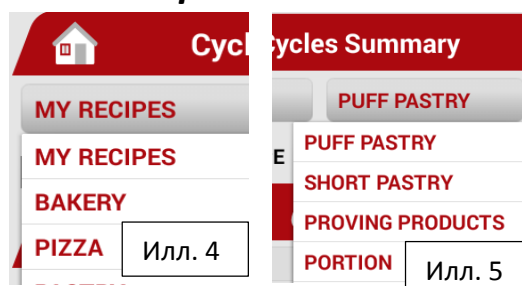 Cycl
MY RECIPES
MY RECIPES
BAKERY
PIZZA
Илл. 4
Cycles Summary
PUFF PASTRY
E
PUFF PASTRY
SHORT PASTRY
PROVING PRODUCTS
PORTION
Илл. 5